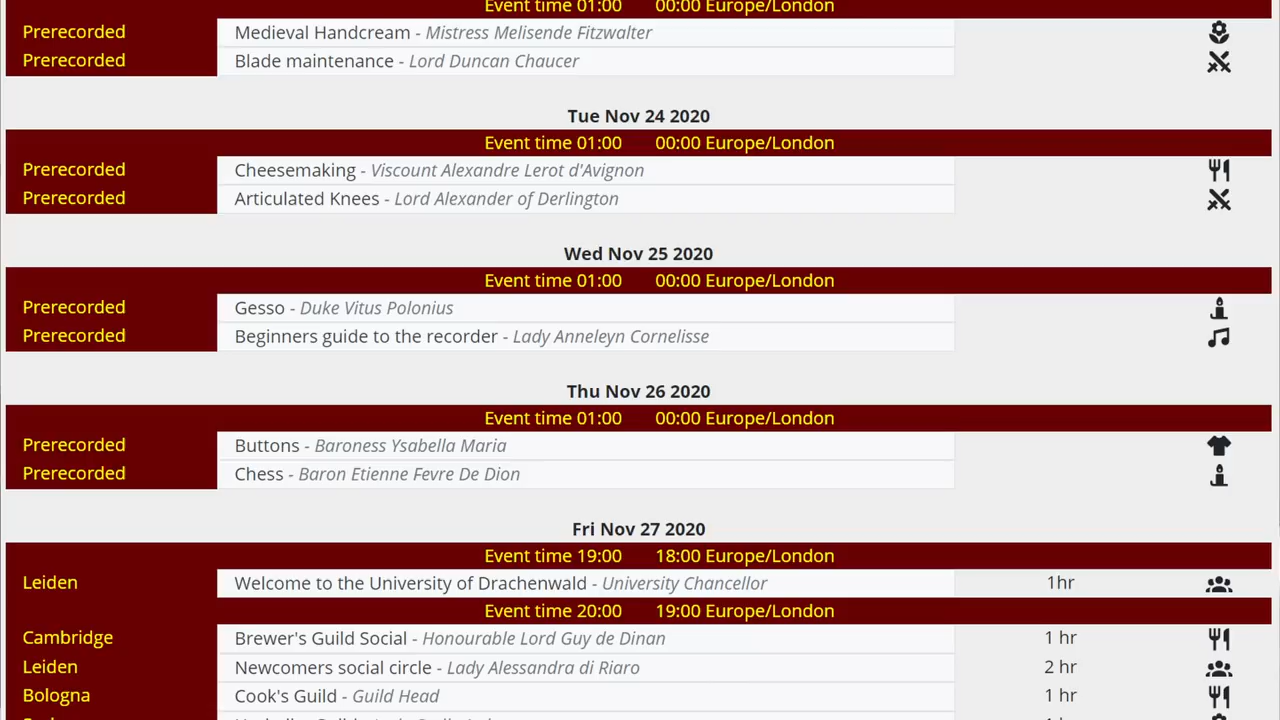 Event time 01:00 00:00 Europe/London
Prerecorded Medieval Handcream - Mistress Melisende Fitzwalter
Prerecorded Blade maintenance - Lord Duncan Chaucer
Tue Nov 24 2020
Event time 01:00 00:00 Europe/London
Prerecorded Cheesemaking - Viscount Alexandre Lerot d'Avignon
Prerecorded Articulated Knees - Lord Alexander of Derlington
Wed Nov 25 2020
Event time 01:00 00:00 Europe/London
Prerecorded Gesso - Duke Vitus Polonius
Prerecorded Beginners guide to the recorder - Lady Anneleyn Cornelisse
Thu Nov 26 2020
Event time 01:00 00:00 Europe/London
Prerecorded Buttons - Baroness Ysabella Maria
Prerecorded Chess - Baron Etienne Fevre De Dion
Fri Nov 27 2020
Event time 19:00 18:00 Europe/London
Leiden Welcome to the University of Drachenwald - University Chancellor 1hr
Event time 20:00 19:00 Europe/London
Cambridge Brewer's Guild Social - Honourable Lord Guy de Dinan 1 hr
Leiden Newcomers social circle - Lady Alessandra di Riaro 2 hr
Bologna Cook's Guild - Guild Head 1 hr